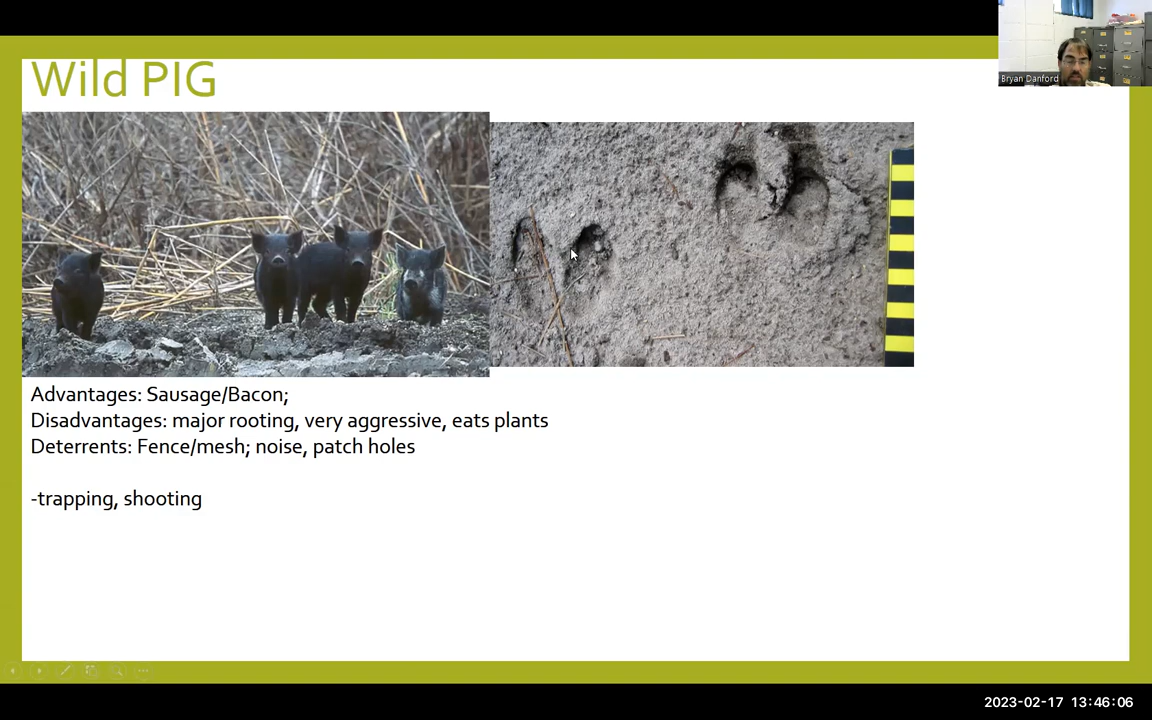 Wild PIG
Bryan Danford
Advantages: Sausage/Bacon;
Disadvantages: major rooting, very aggressive, eats plants
Deterrents: Fence/mesh; noise, patch holes
-trapping, shooting
2023-02-17 13:46:06